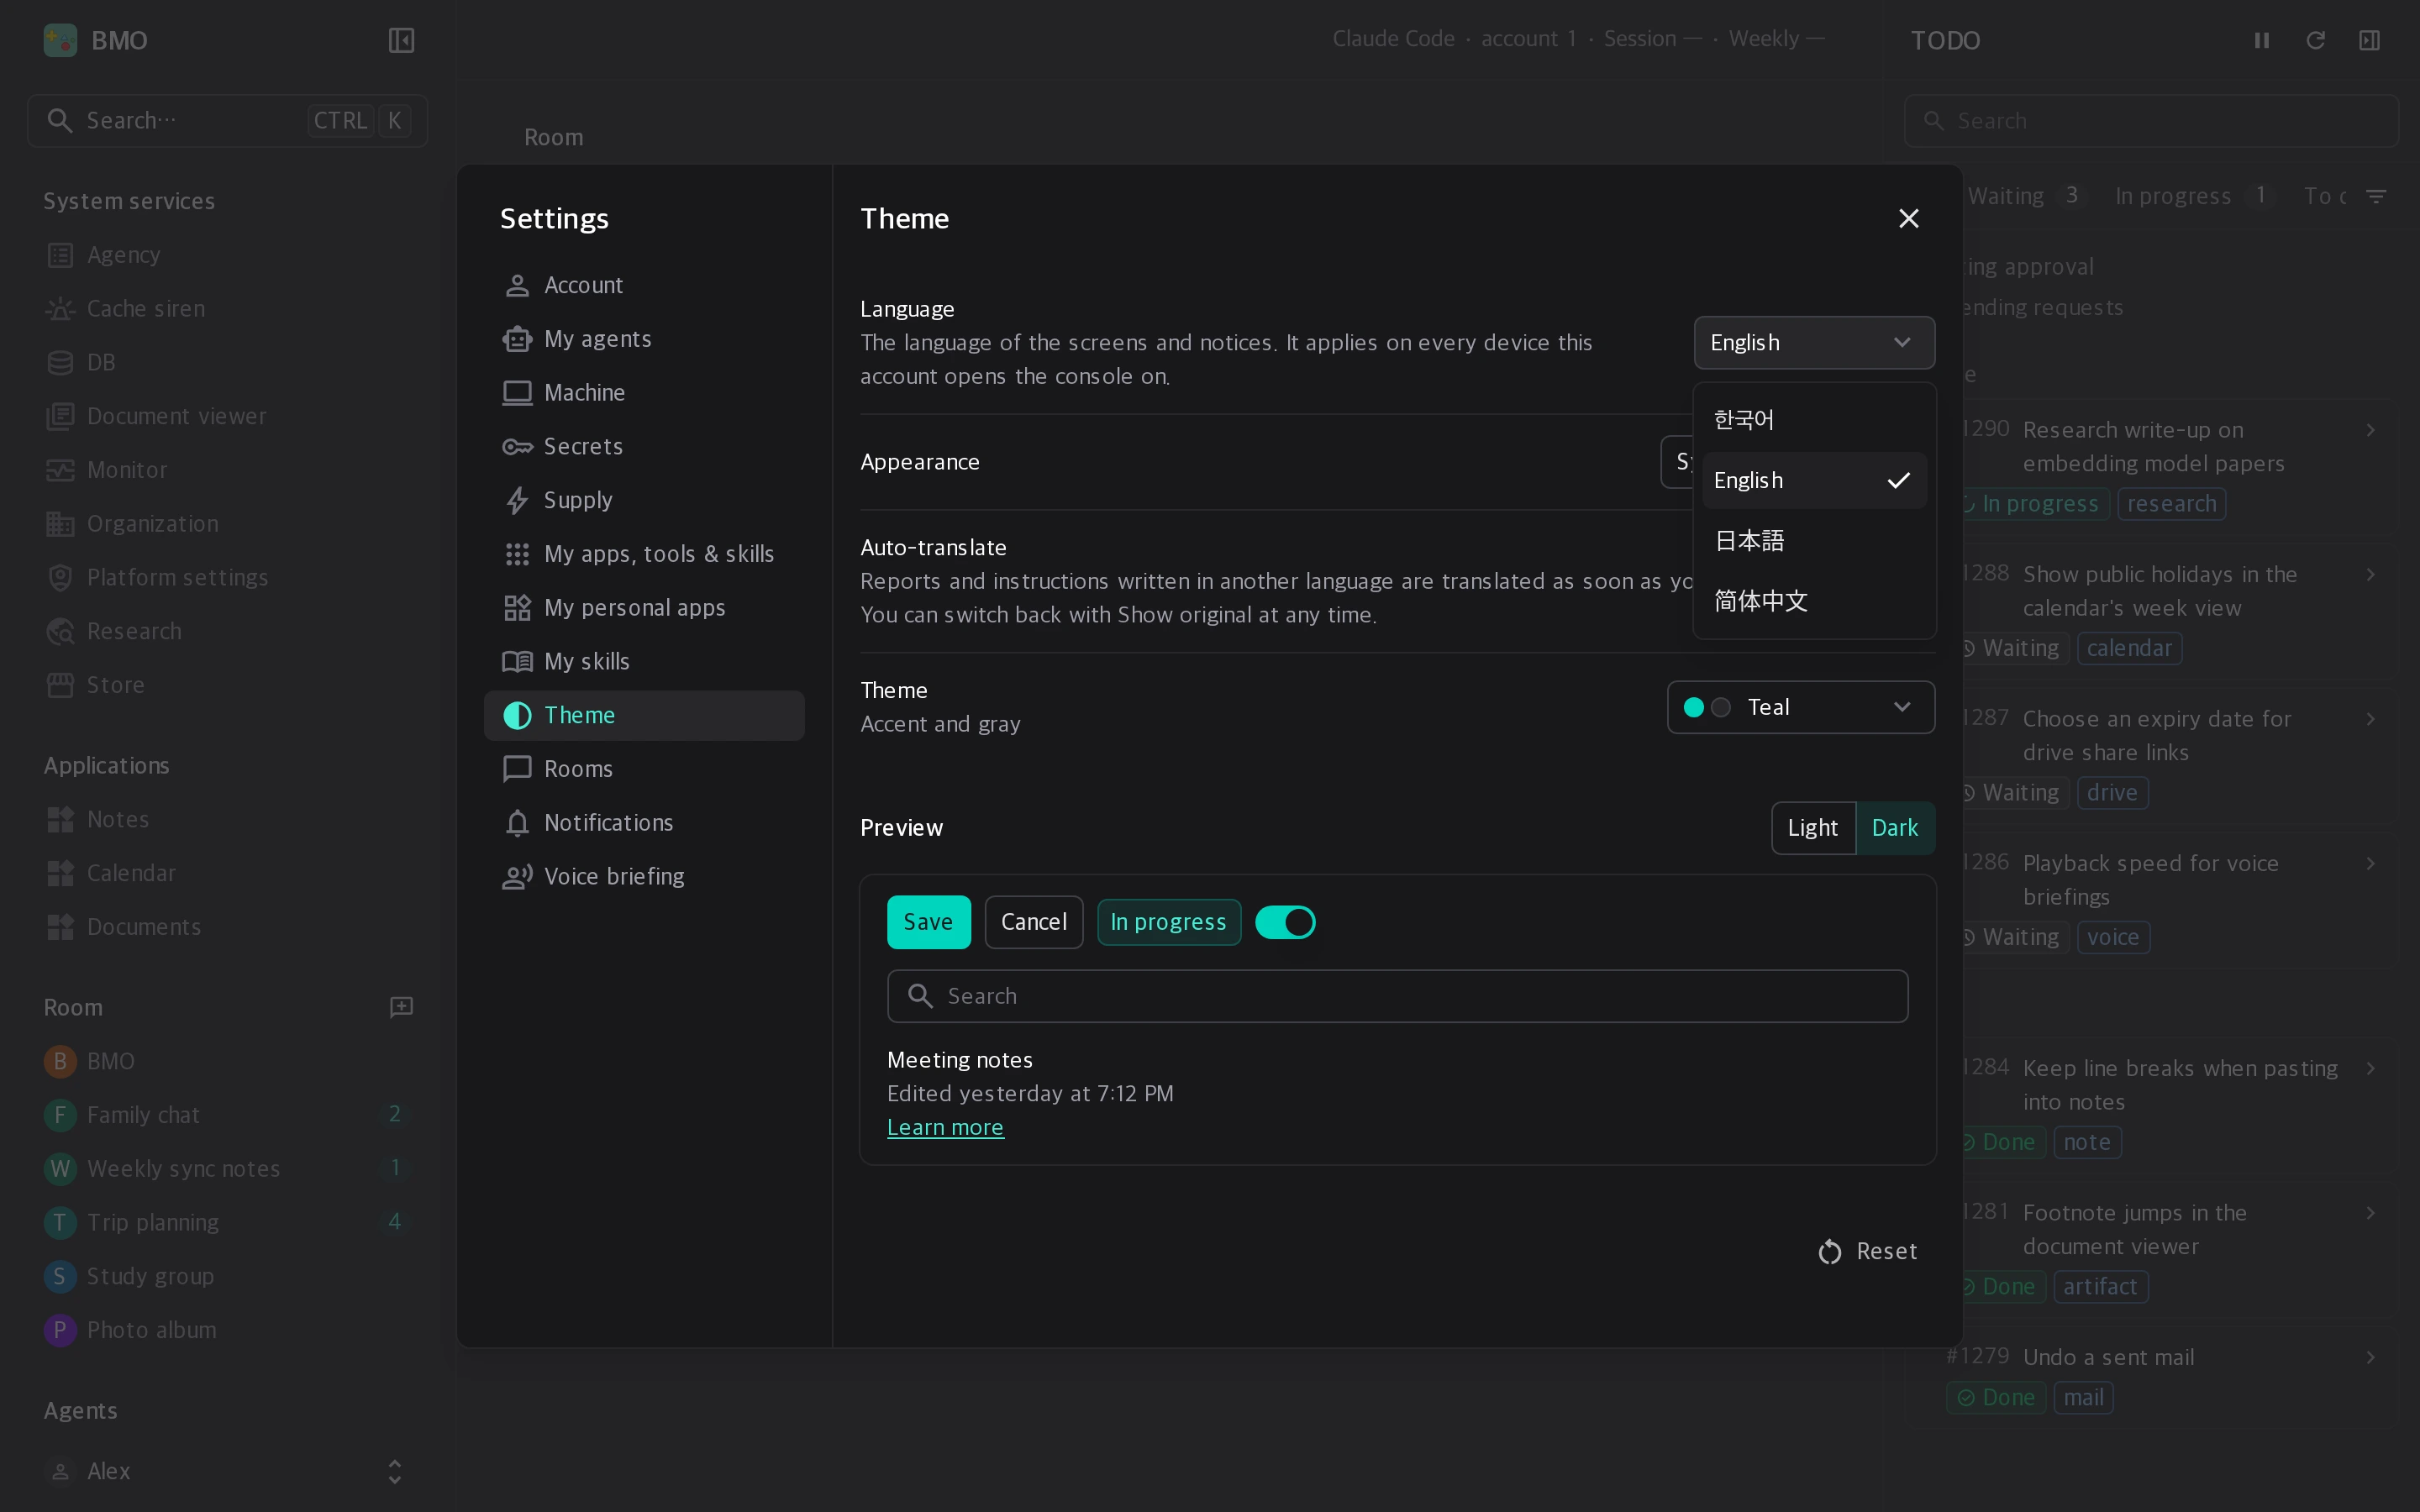 BMO
Search…
CTRL K
System services
Agency
Cache siren
DB
Document viewer
Monitor
Organization
Platform settings
Research
Store
Applications
Notes
Calendar
Documents
Room
B BMO
F Family chat 2
W Weekly sync notes 1
T Trip planning 4
S Study group
P Photo album
Agents
Alex
Claude Code · account 1 · Session — · Weekly —
Room
Settings
Account
My agents
Machine
Secrets
Supply
My apps, tools & skills
My personal apps
My skills
Theme
Rooms
Notifications
Voice briefing
Theme
Language
The language of the screens and notices. It applies on every device this
account opens the console on.
English
한국어
English
日本語
简体中文
Appearance
Auto-translate
Reports and instructions written in another language are translated as soon as
You can switch back with Show original at any time.
Theme
Accent and gray
Teal
Preview
Light Dark
Save Cancel In progress
Search
Meeting notes
Edited yesterday at 7:12 PM
Learn more
Reset
TODO
Search
Waiting 3 In progress 1 To
approval
requests
1290 Research write-up on
embedding model papers
In progress research
1288 Show public holidays in the
calendar's week view
Waiting calendar
1287 Choose an expiry date for
drive share links
Waiting drive
1286 Playback speed for voice
briefings
Waiting voice
1284 Keep line breaks when pasting
into notes
Done note
1281 Footnote jumps in the
document viewer
Done artifact
#1279 Undo a sent mail
Done mail